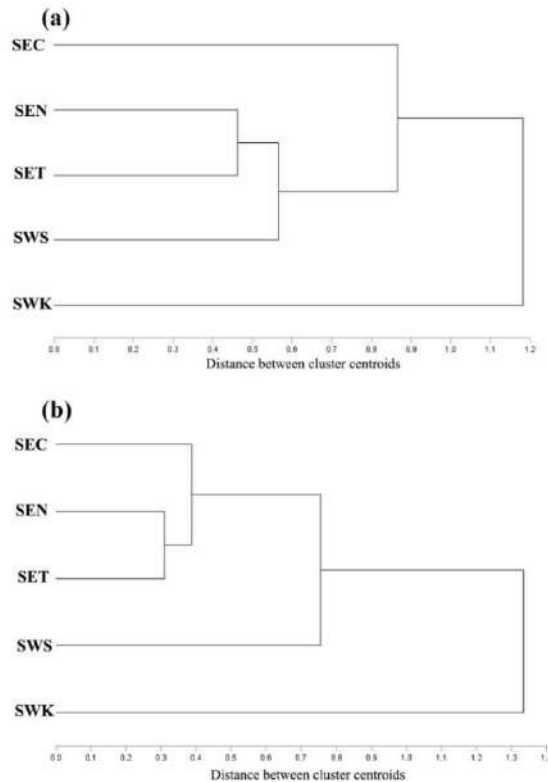 (a)
SEC
SEN
SET
SWS
SWK
0.0 0.1 0.2 0.3 0.4 0.5 0.6 0.7 0.8 0.9 1.0 1.1 1.2
Distance between cluster centroids
(b)
SEC
SEN
SET
SWS
SWK
0.0 0.1 0.2 0.3 0.4 0.5 0.6 0.7 0.8 0.9 1.0 1.1 1.2 1.3
Distance between cluster centroids